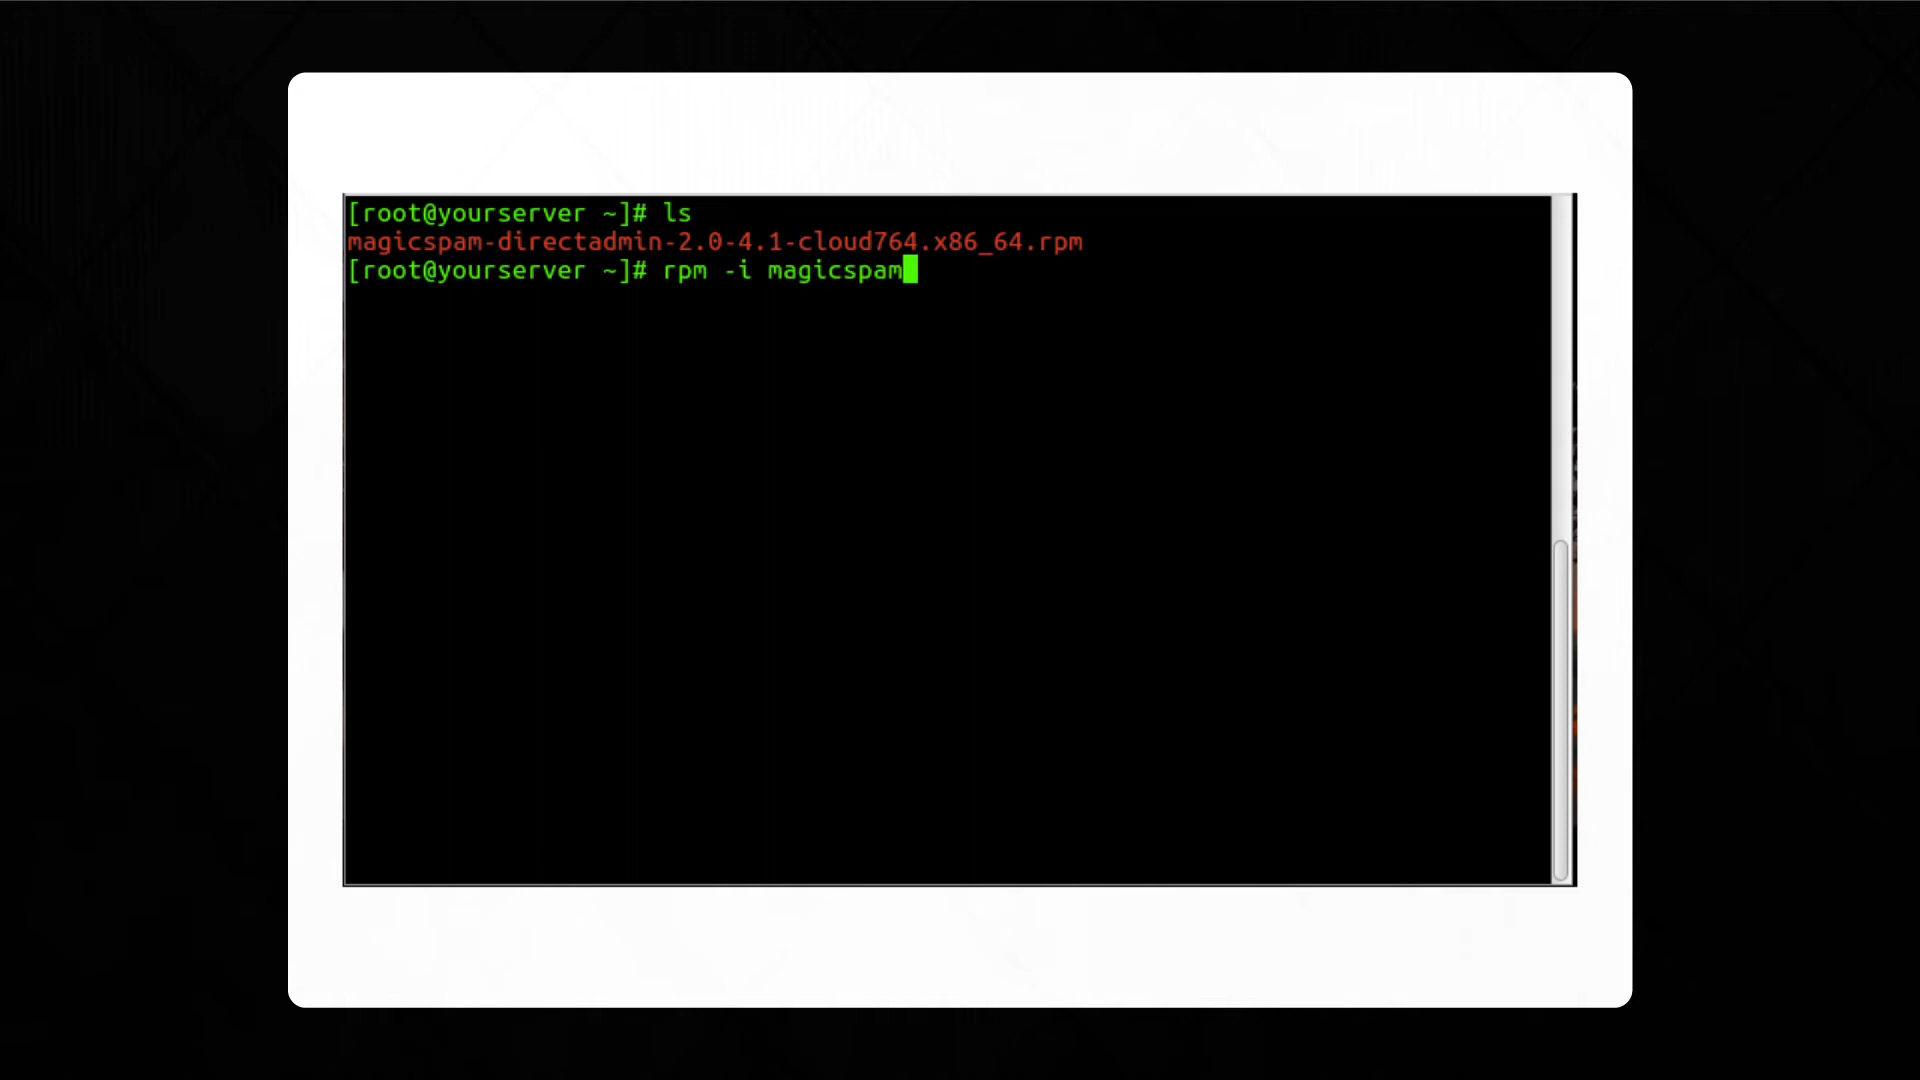 [root@yourserver ~]# ls
magicspam-directadmin-2.0-4.1-cloud764.x86_64.rpm
[root@yourserver ~]# rpm -i magicspam